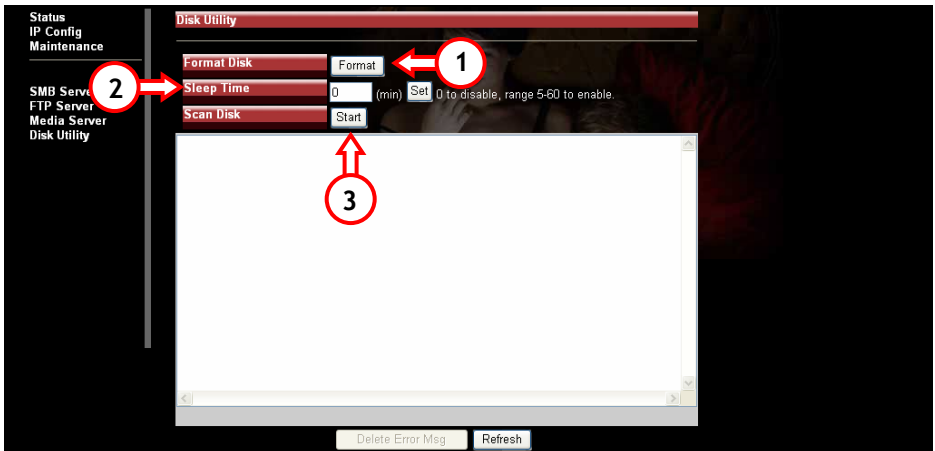 Status
IP Config
Maintenance
SMB Serve
FTP Server
Media Server
Disk Utility
Disk Utility
Format Disk Format 1
2 Sleep Time 0 (min) Set 0 to disable, range 5-60 to enable.
Scan Disk Start
3
Delete Error Msg Refresh